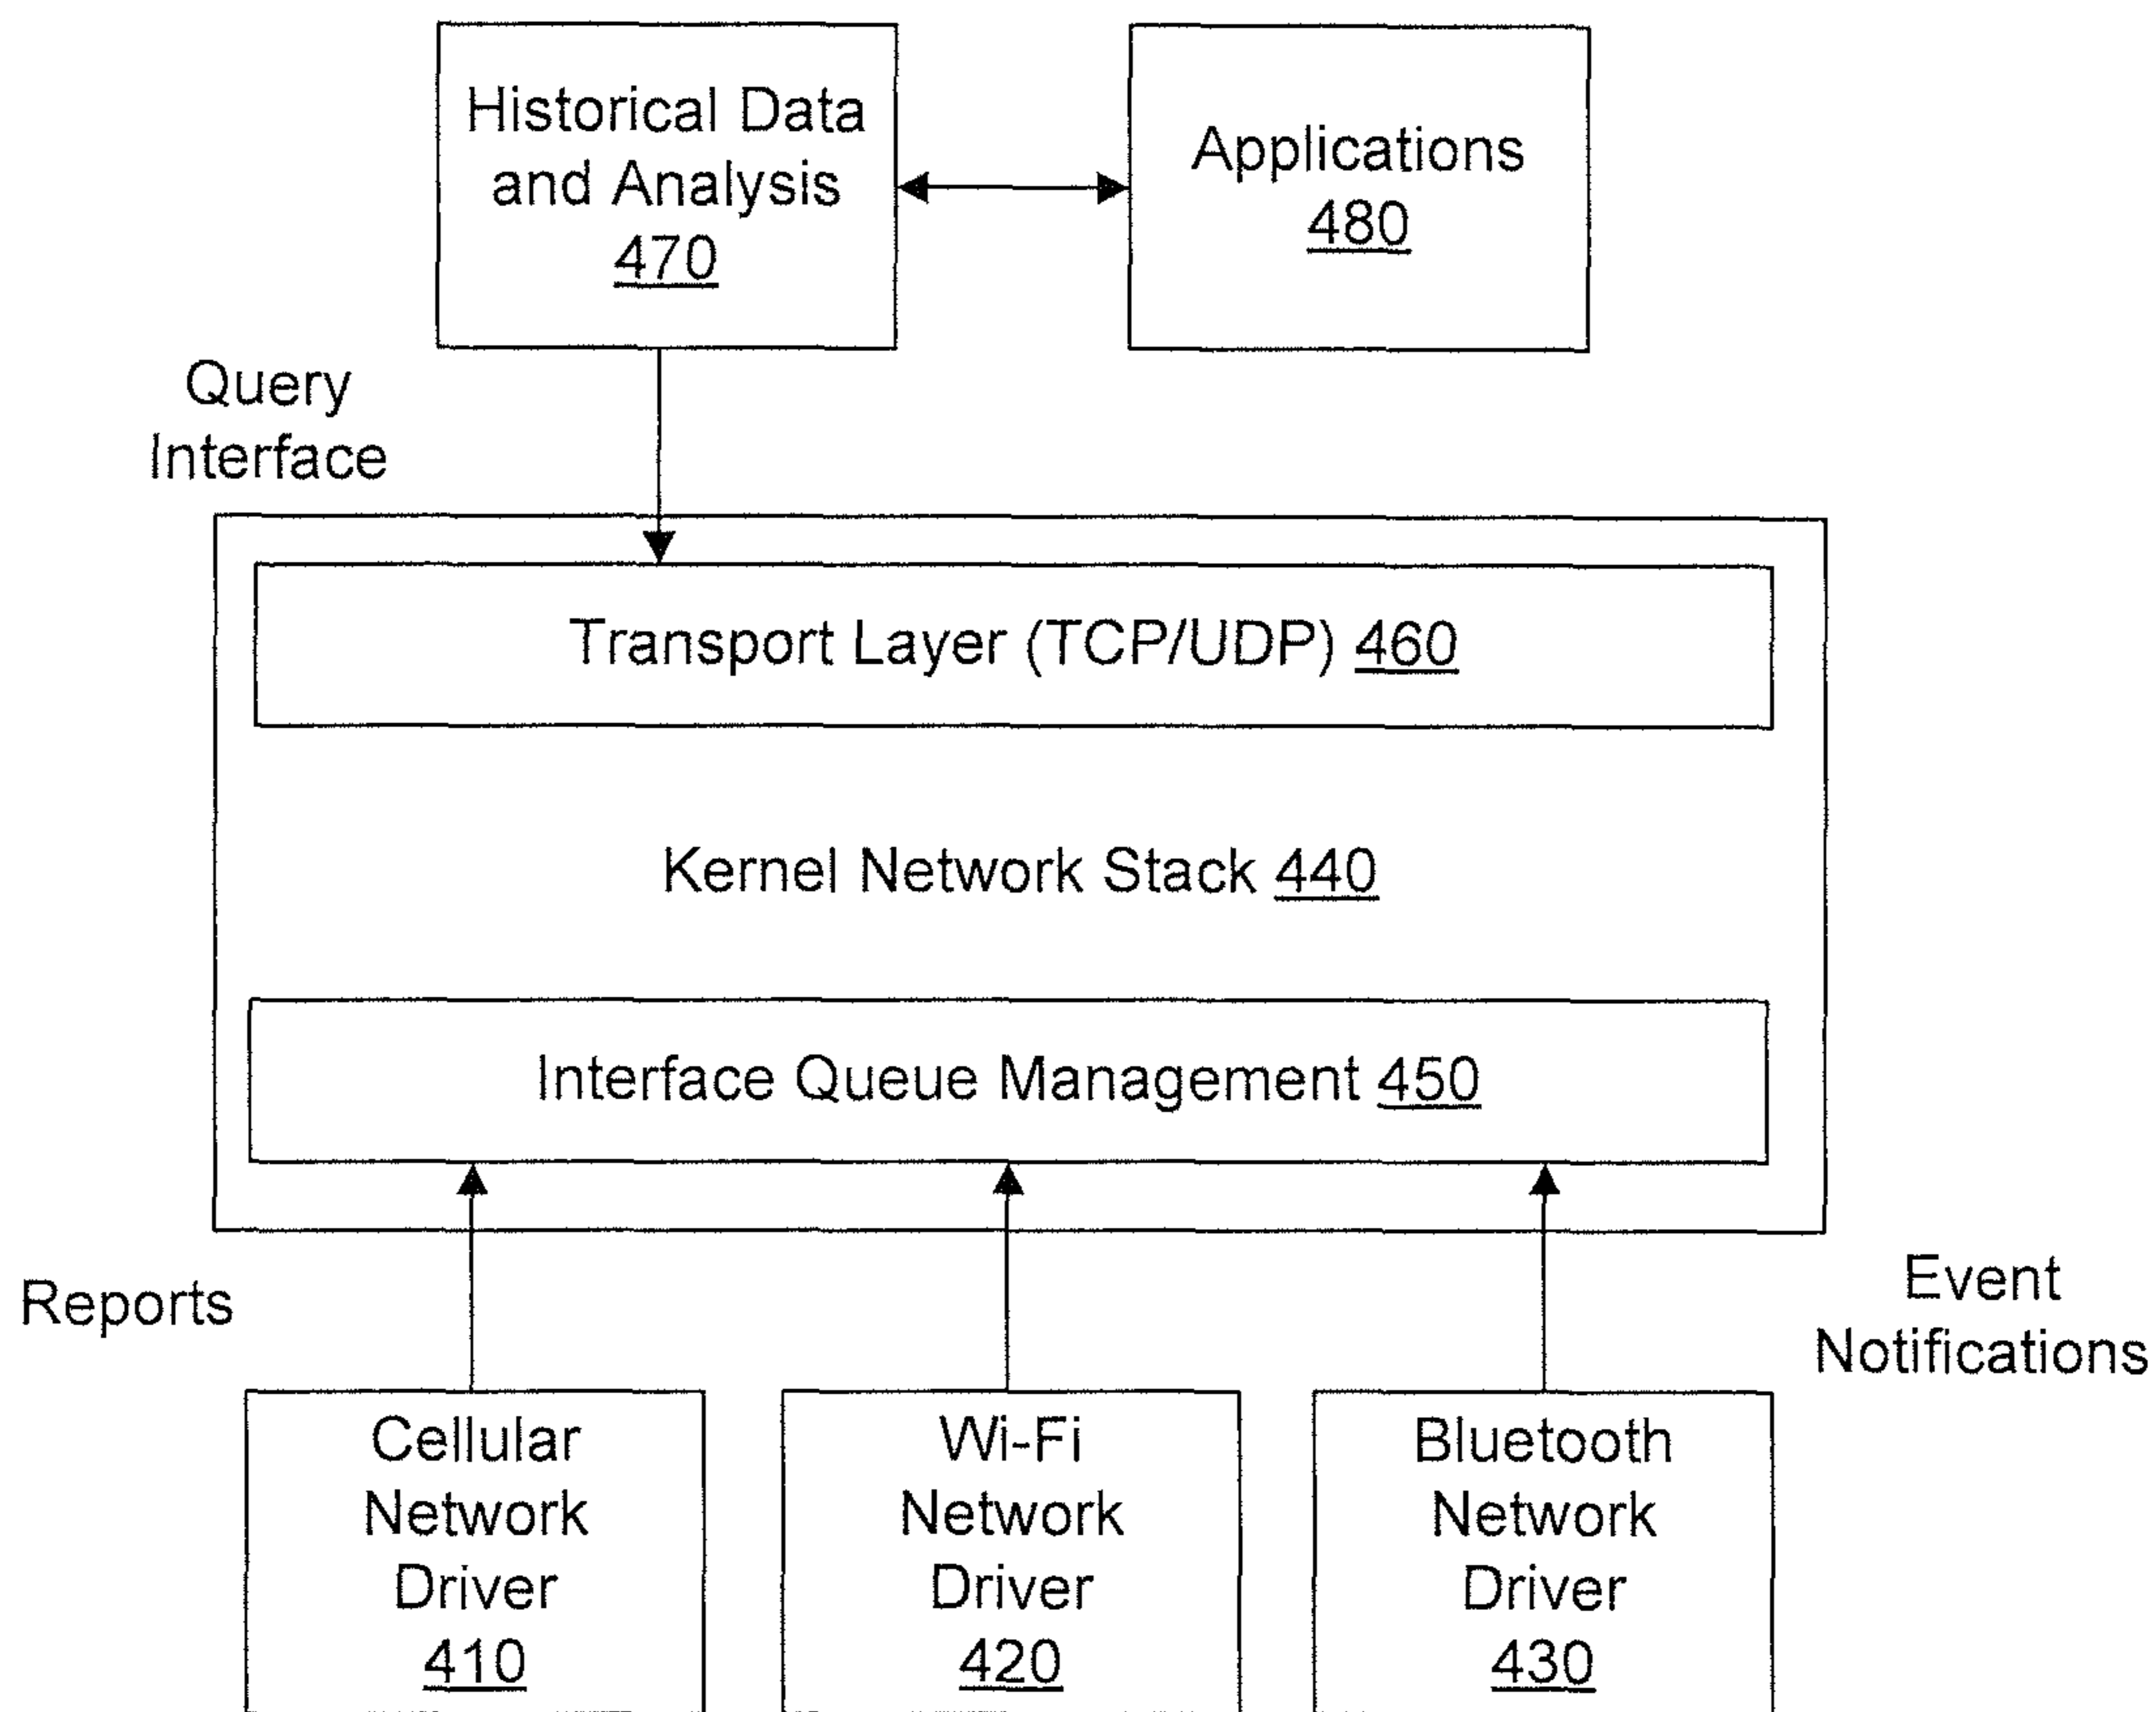 Historical Data
and Analysis
470
Applications
480
Query
Interface
Transport Layer (TCP/UDP) 460
Kernel Network Stack 440
Interface Queue Management 450
Reports
Event
Notifications
Cellular
Network
Driver
410
Wi-Fi
Network
Driver
420
Bluetooth
Network
Driver
430